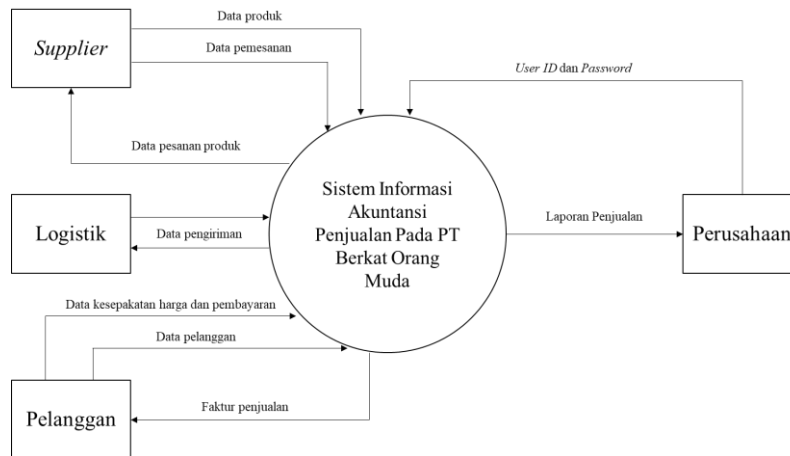 Data produk
Supplier
Data pemesanan
User ID dan Password
Data pesanan produk
Sistem Informasi
Akuntansi
Penjualan Pada PT
Berkat Orang
Muda
Logistik
Data pengiriman
Laporan Penjualan
Perusahaan
Data kesepakatan harga dan pembayaran
Data pelanggan
Pelanggan
Faktur penjualan